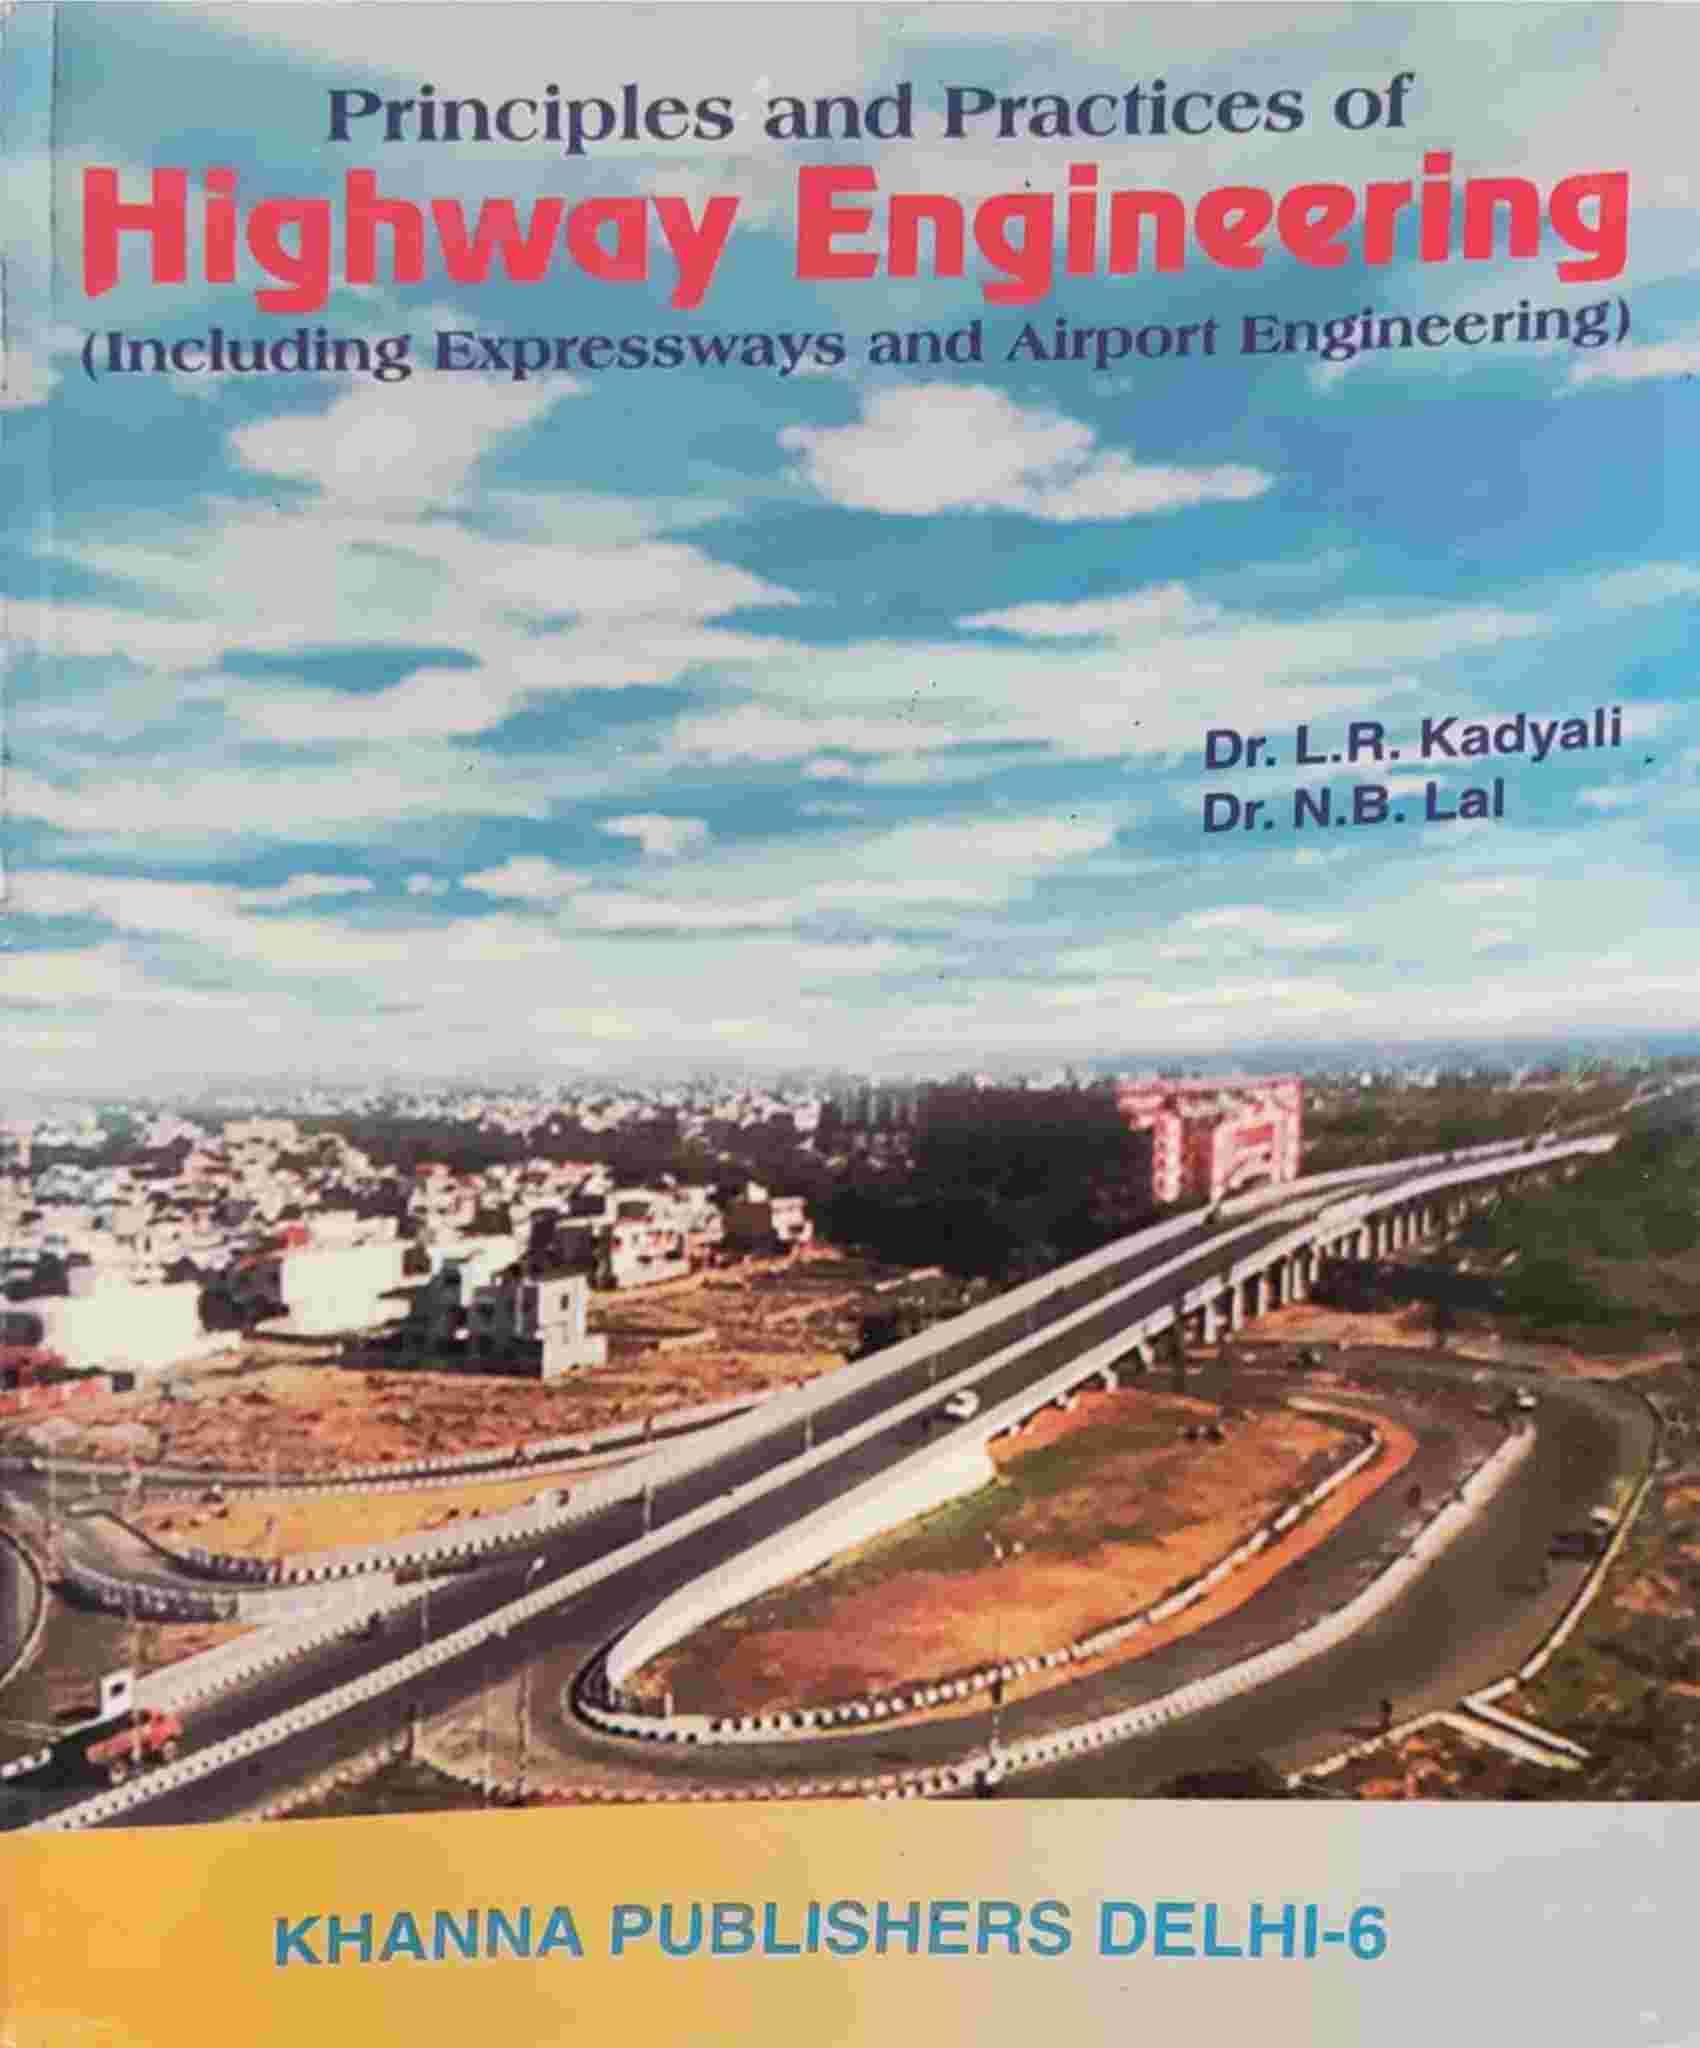 Principles and Practices of
Highway Engineering
(Including Expressways and Airport Engineering)
Dr. L.R. Kadyali
Dr. N.B. Lal
KHANNA PUBLISHERS DELHI-6